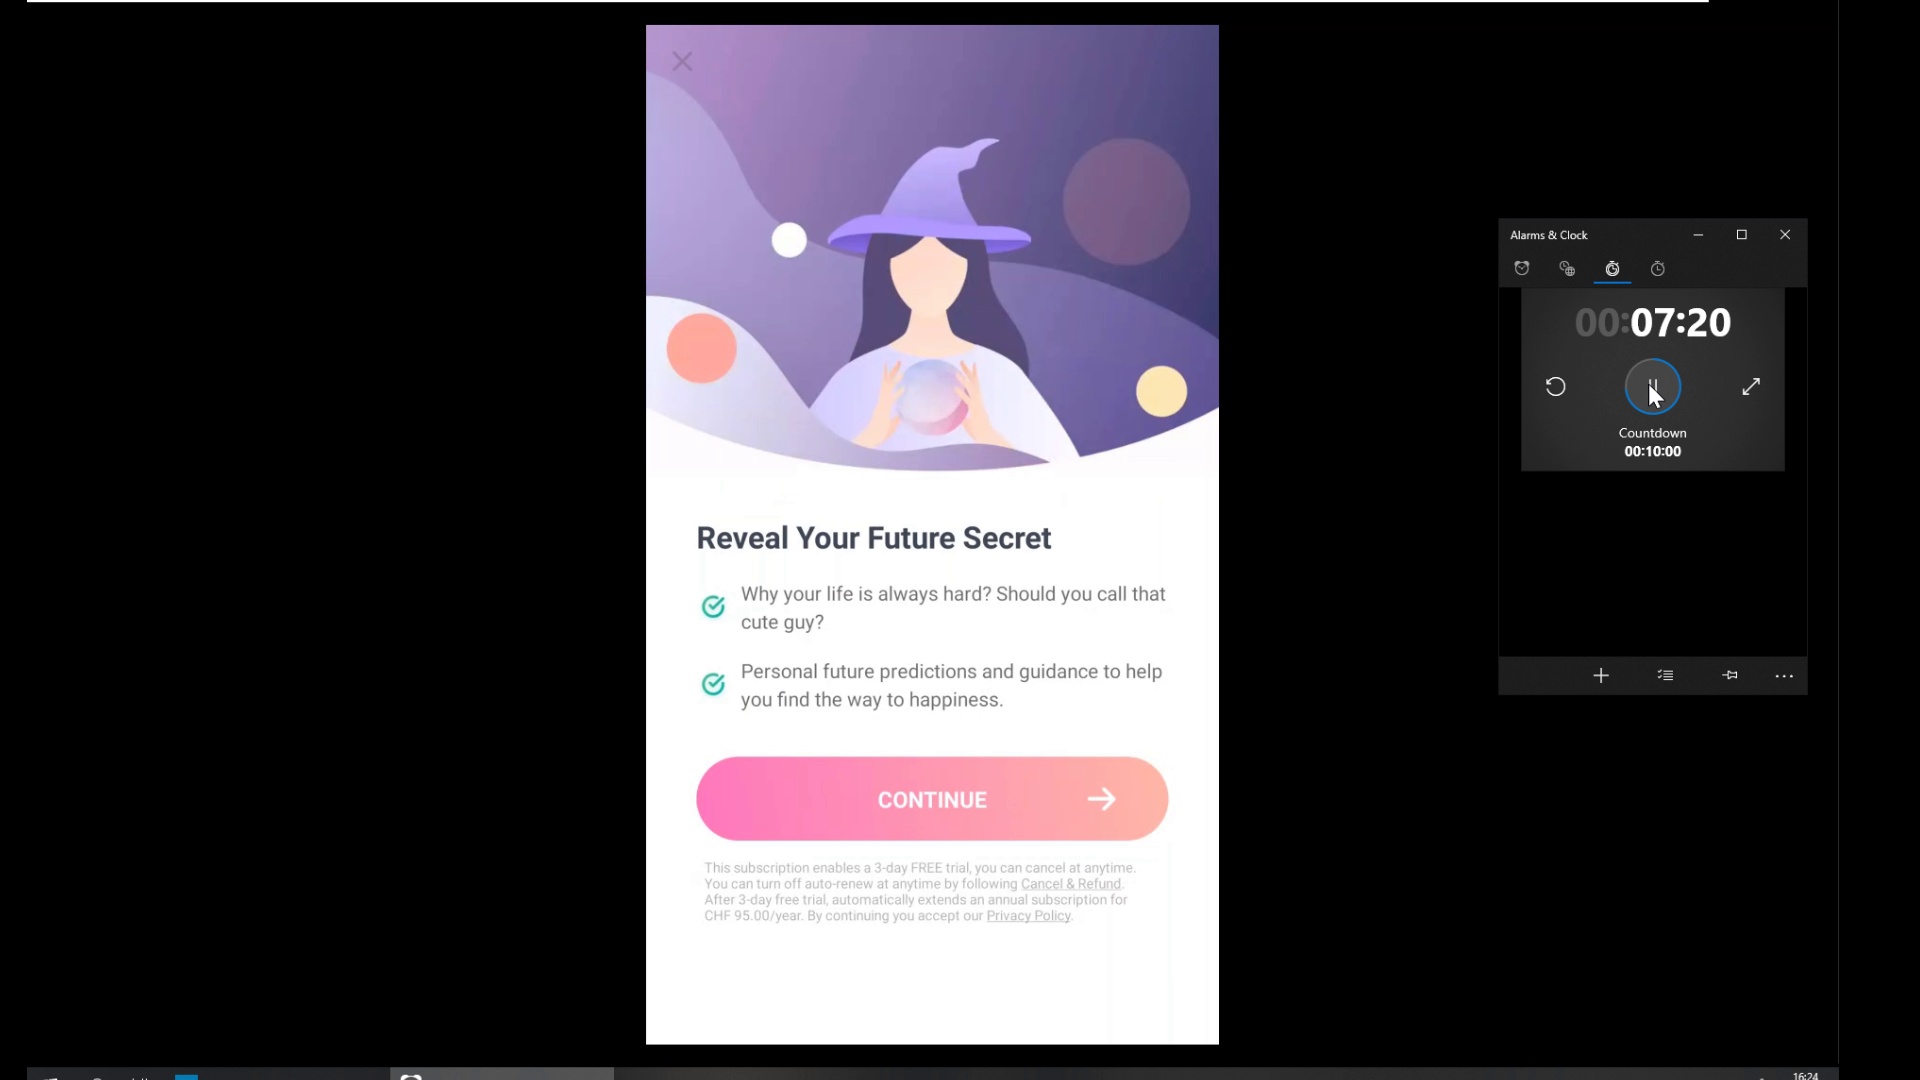 Alarms & Clock
00:07:20
Countdown
00:10:00
Reveal Your Future Secret
Why your life is always hard? Should you call that
cute guy?
Personal future predictions and guidance to help
you find the way to happiness.
CONTINUE
This subscription enables a 3-day FREE trial, you can cancel at anytime.
You can turn off auto-renew at anytime by following Cancel & Refund.
After 3-day free trial, automatically extends an annual subscription for
CHF 95.00/year. By continuing you accept our Privacy Policy.
16:24